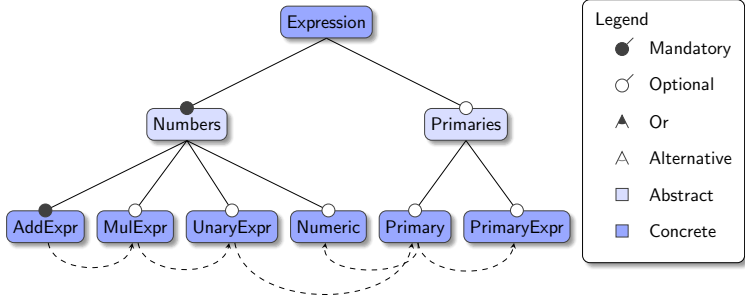 Expression
Numbers
Primaries
AddExpr
MulExpr
UnaryExpr
Numeric
Primary
PrimaryExpr
Legend
Mandatory
Optional
Or
Alternative
Abstract
Concrete